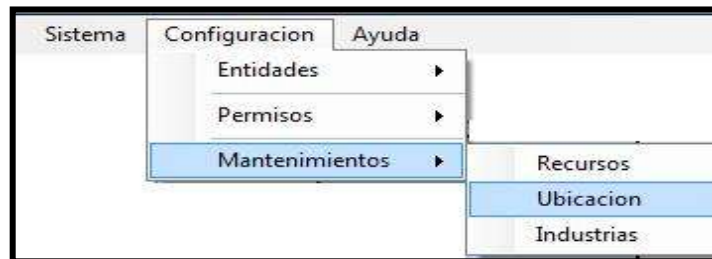 Sistema Configuracion Ayuda
Entidades
Permisos
Mantenimientos
Recursos
Ubicacion
Industrias